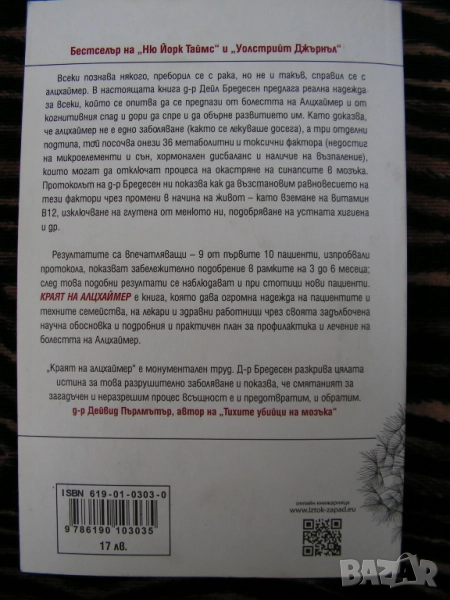 Бестселър на „Ню Йорк Таймс“ и „Уолстрийт Джърнъл“
Всеки познава някого, преборил се с рака, но не и такъв, справил се с
алцхаймер. В настоящата книга д-р Дейл Бредесен предлага реална надежда
за всеки, който се опитва да се предпази от болестта на Алцхаймер и от
когнитивния спад и дори да спре и да обърне развитието им. Като доказва,
че алцхаймер не е едно заболяване (както се лекуваше досега), а три отделни
подтипа, той посочва онези 36 метаболитни и токсични фактора (недостиг
на микроелементи и сън, хормонален дисбаланс и наличие на възпаление),
които могат да отключат процеса на окастряне на синапсите в мозъка.
Протоколът на д-р Бредесен ни показва как да възстановим равновесието на
тези фактори чрез промени в начина на живот – като вземане на витамин
B12, изключване на глутена от менюто ни, подобряване на устната хигиена
и др.
Резултатите са впечатляващи – 9 от първите 10 пациенти, изпробвали
протокола, показват забележително подобрение в рамките на 3 до 6 месеца;
след това подобни резултати се наблюдават и при стотици нови пациенти.
КРАЯТ НА АЛЦХАЙМЕР е книга, която дава огромна надежда на пациентите и
техните семейства, на лекари и здравни работници чрез своята задълбочена
научна обосновка и подробния и практичен план за профилактика и лечение на
болестта на Алцхаймер.
„Краят на алцхаймер“ е монументален труд. Д-р Бредесен разкрива цялата
истина за това разрушително заболяване и показва, че смятаният за
загадъчен и неразрешим процес всъщност е и предотвратим, и обратим.
д-р Дейвид Пърлмътър, автор на „Тихите убийци на мозъка“
ISBN 619-01-0303-0
9 786190 103035
17 лв.
онлайн книжарница
www.iztok-zapad.eu
BAZAR